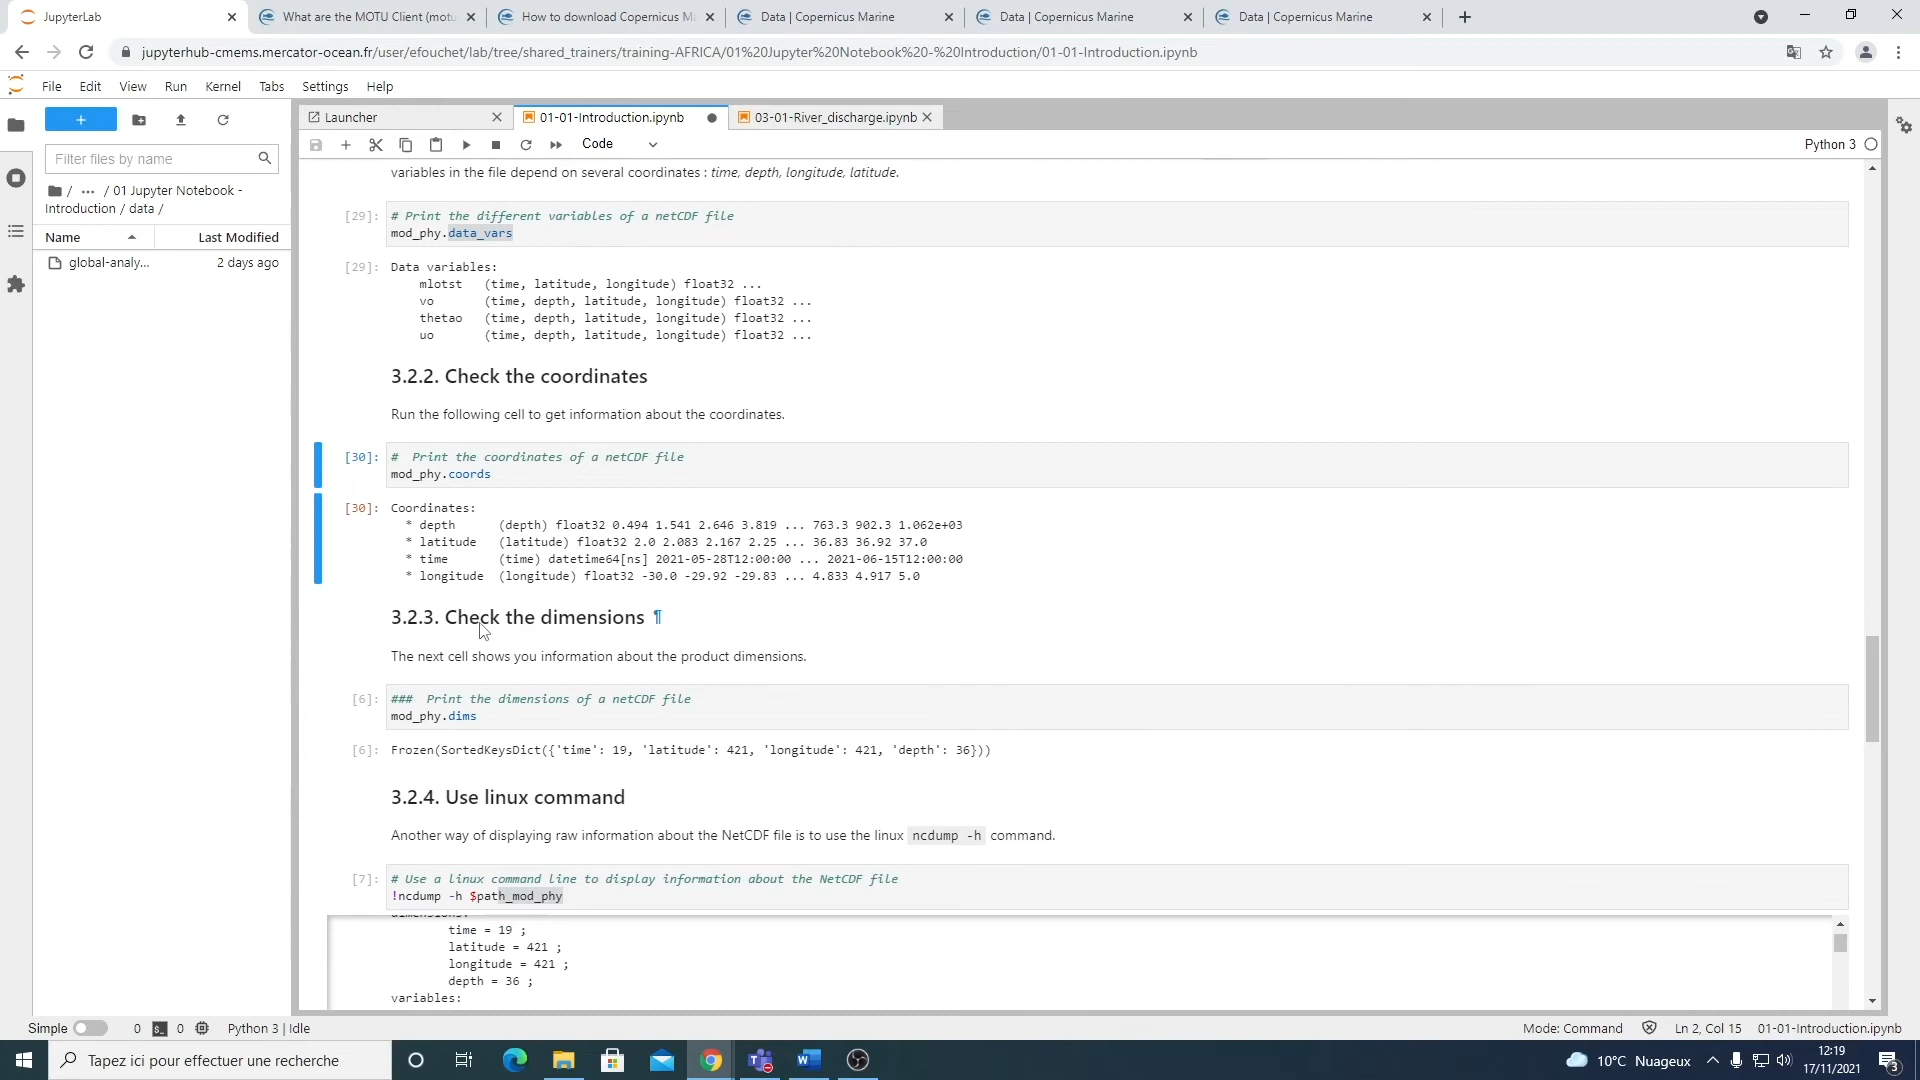 JupyterLab
What are the MOTU Client (motu
How to download Copernicus M
Data | Copernicus Marine
Data | Copernicus Marine
Data | Copernicus Marine
jupyterhub-cmems.mercator-ocean.fr/user/efouchet/lab/tree/shared_trainers/training-AFRICA/01%20Jupyter%20Notebook%20-%20Introduction/01-01-Introduction.ipynb
File Edit View Run Kernel Tabs Settings Help
Launcher
01-01-Introduction.ipynb
03-01-River_discharge.ipynb
Code
Python 3
Filter files by name
/ ... / 01 Jupyter Notebook -
Introduction / data /
Name Last Modified
global-analy... 2 days ago
variables in the file depend on several coordinates : time, depth, longitude, latitude.
[29]: # Print the different variables of a netCDF file
mod_phy.data_vars
[29]: Data variables:
mlotst (time, latitude, longitude) float32 ...
vo (time, depth, latitude, longitude) float32 ...
thetao (time, depth, latitude, longitude) float32 ...
uo (time, depth, latitude, longitude) float32 ...
3.2.2. Check the coordinates
Run the following cell to get information about the coordinates.
[30]: # Print the coordinates of a netCDF file
mod_phy.coords
[30]: Coordinates:
* depth (depth) float32 0.494 1.541 2.646 3.819 ... 763.3 902.3 1.062e+03
* latitude (latitude) float32 2.0 2.083 2.167 2.25 ... 36.83 36.92 37.0
* time (time) datetime64[ns] 2021-05-28T12:00:00 ... 2021-06-15T12:00:00
* longitude (longitude) float32 -30.0 -29.92 -29.83 ... 4.833 4.917 5.0
3.2.3. Check the dimensions ¶
The next cell shows you information about the product dimensions.
[6]: ### Print the dimensions of a netCDF file
mod_phy.dims
[6]: Frozen(SortedKeysDict({'time': 19, 'latitude': 421, 'longitude': 421, 'depth': 36}))
3.2.4. Use linux command
Another way of displaying raw information about the NetCDF file is to use the linux ncdump -h command.
[7]: # Use a linux command line to display information about the NetCDF file
!ncdump -h $path_mod_phy
dimensions:
time = 19 ;
latitude = 421 ;
longitude = 421 ;
depth = 36 ;
variables:
Simple 0 0 Python 3 | Idle
Mode: Command Ln 2, Col 15 01-01-Introduction.ipynb
Tapez ici pour effectuer une recherche
10°C Nuageux
12:19
17/11/2021
3